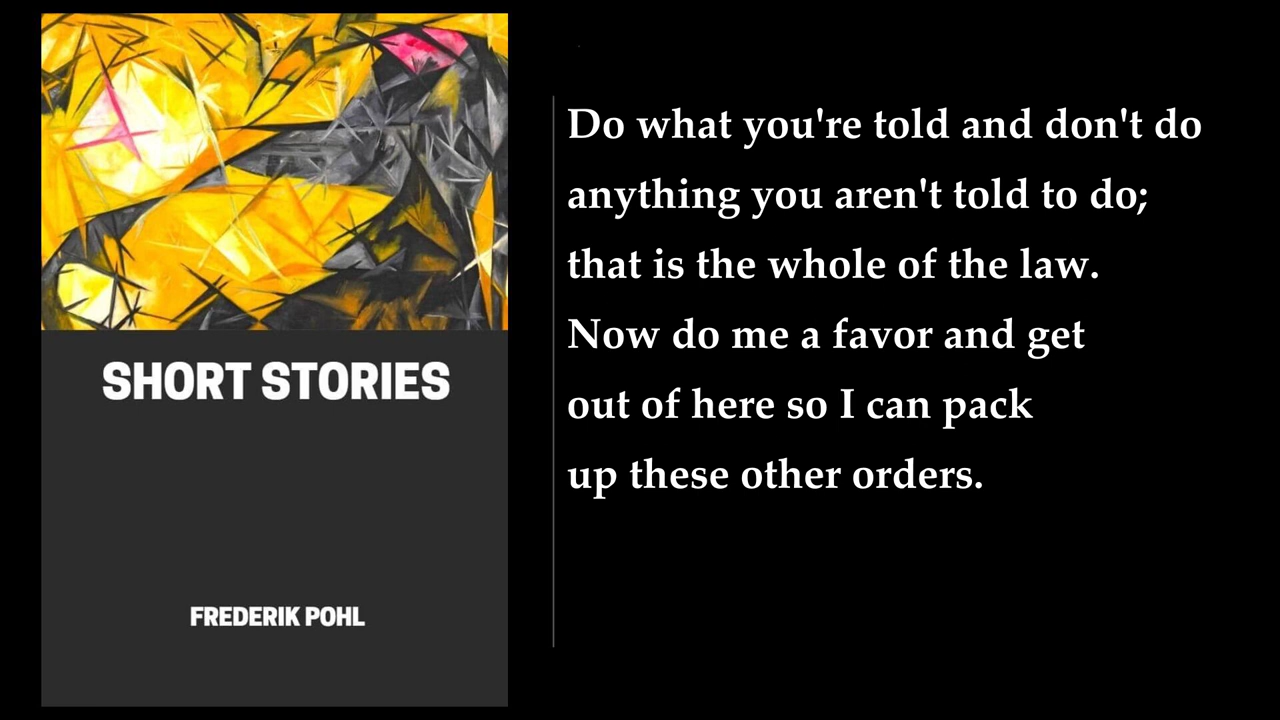 SHORT STORIES
FREDERIK POHL
Do what you're told and don't do
anything you aren't told to do;
that is the whole of the law.
Now do me a favor and get
out of here so I can pack
up these other orders.